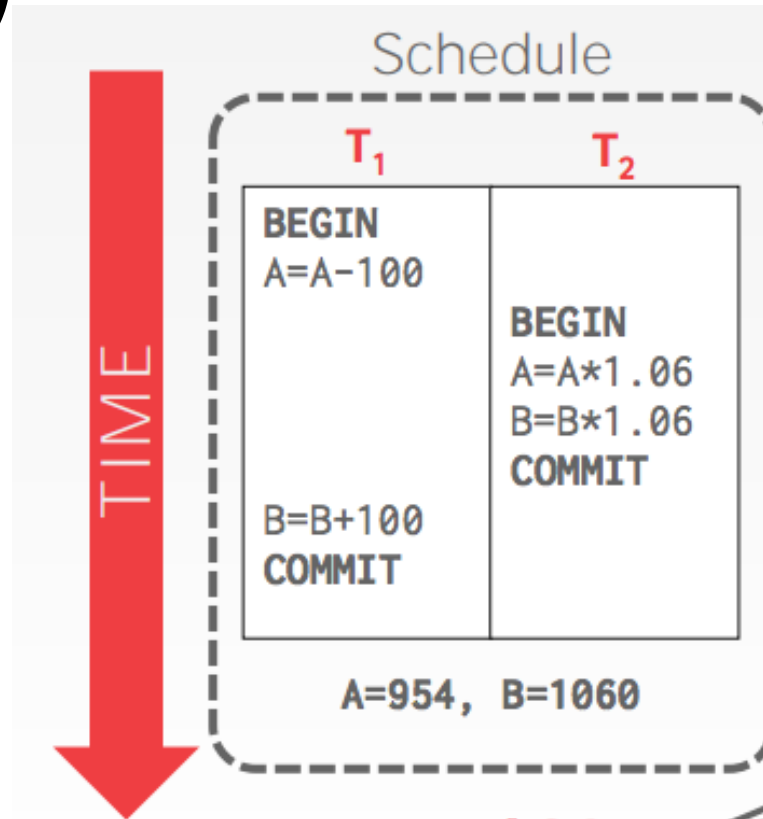 Schedule
TIME
T₁ T₂
BEGIN
A=A-100
BEGIN
A=A*1.06
B=B*1.06
COMMIT
B=B+100
COMMIT
A=954, B=1060